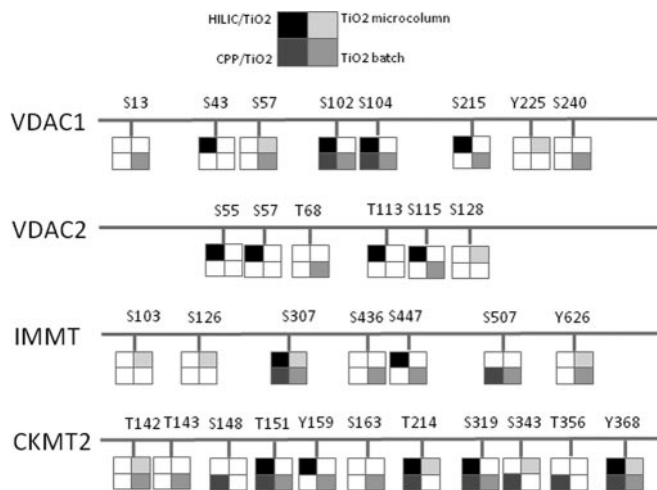 HILIC/TiO2 TiO2 microcolumn
CPP/TiO2 TiO2 batch
S13 S43 S57 S102 S104 S215 Y225 S240
VDAC1
S55 S57 T68 T113 S115 S128
VDAC2
S103 S126 S307 S436 S447 S507 Y626
IMMT
T142 T143 S148 T151 Y159 S163 T214 S319 S343 T356 Y368
CKMT2